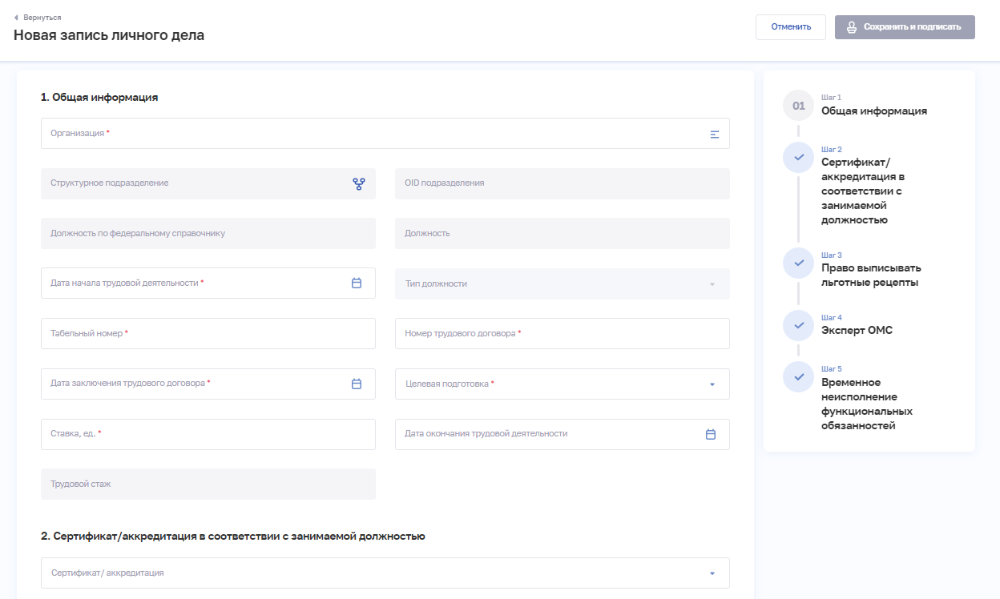 Вернуться
Новая запись личного дела
Отменить
Сохранить и подписать
1. Общая информация
Организация *
Структурное подразделение
OID подразделения
Должность по федеральному справочнику
Должность
Дата начала трудовой деятельности *
Тип должности
Табельный номер *
Номер трудового договора *
Дата заключения трудового договора *
Целевая подготовка *
Ставка, ед. *
Дата окончания трудовой деятельности
Трудовой стаж
2. Сертификат/аккредитация в соответствии с занимаемой должностью
Сертификат/ аккредитация
01
Шаг 1
Общая информация
Шаг 2
Сертификат/
аккредитация в
соответствии с
занимаемой
должностью
Шаг 3
Право выписывать
льготные рецепты
Шаг 4
Эксперт ОМС
Шаг 5
Временное
неисполнение
функциональных
обязанностей